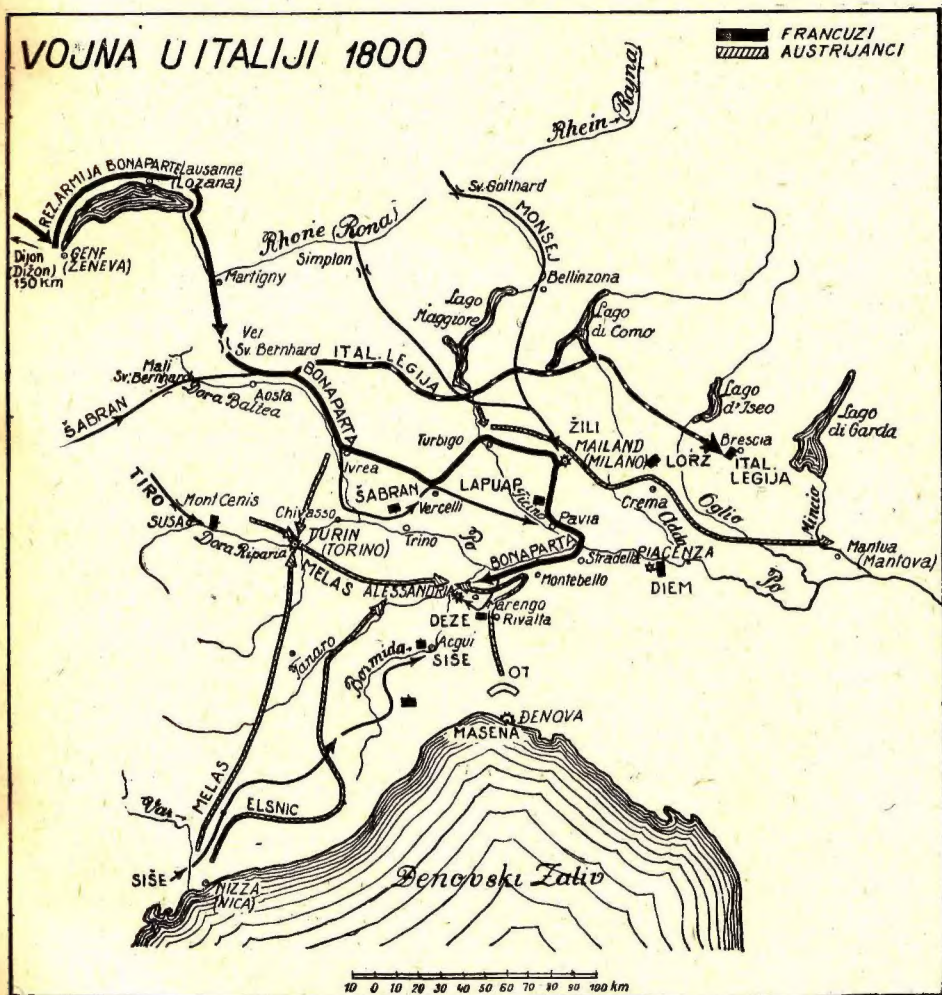 VOJNA U ITALIJI 1800
FRANCUZI
AUSTRIJANCI
Rhein-Rajna
REZ. ARMIJA BONAPARTE
Lausanne
(Lozana)
Sv. Gotthard
MONSEJ
Rhone (Rona)
Dijon
(Dižon)
150 km
GENF
(ŽENEVA)
Simplon
Martigny
Bellinzona
Lago
Maggiore
Lago
di Como
Vel
Sv. Bernhard
ITAL. LEGIJA
Mali
Sv. Bernhard
Dora Baltea
Aosta
BONAPARTA
ŠABRAN
Lago
d'Iseo
Lago
di Garda
ŽILI
Turbigo
MAILAND
(MILANO)
LORZ
Brescia
ITAL.
LEGIJA
Ivrea
ŠABRAN
Vercelli
LAPUAP
Ticino
Crema
Adda
Oglio
Mincio
TIRO
Mont Cenis
SUSA
Chivasso
Dora Riparia
TURIN
(TORINO)
Trino
Po
Pavia
Mantua
(Mantova)
BONAPARTA
Stradella
PIACENZA
Po
MELAS
ALESSANDRIA
Montebello
DIEM
Marengo
DEZE
Rivalta
Tanaro
Bormida
Acqui
SIŠE
OT
ĐENOVA
MASENA
MELAS
ELSNIC
Var
SIŠE
NIZZA
(NICA)
Đenovski Zaliv
10 0 10 20 30 40 50 60 70 80 90 100 km